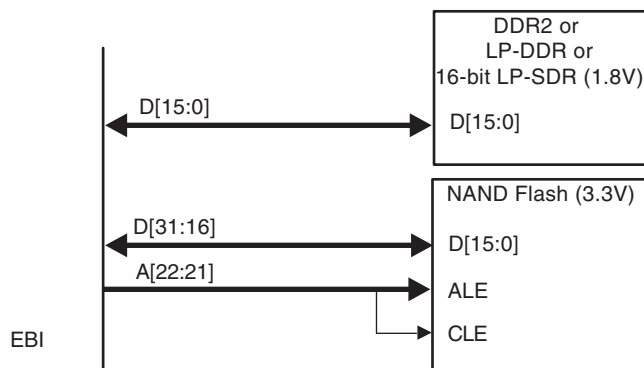 DDR2 or
LP-DDR or
16-bit LP-SDR (1.8V)
D[15:0]
D[15:0]
NAND Flash (3.3V)
D[31:16]
D[15:0]
A[22:21]
ALE
CLE
EBI